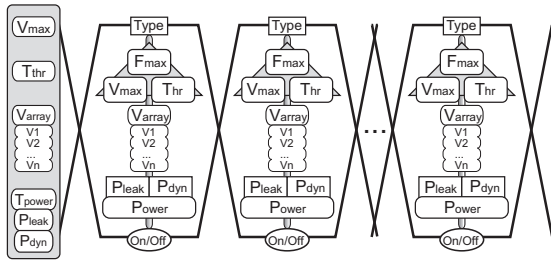 Vmax
Tthr
Varray
V1
V2
...
Vn
Tpower
Pleak
Pdyn
Type
Fmax
Vmax Thr
Varray
V1
V2
...
Vn
Pleak Pdyn
Power
On/Off
Type
Fmax
Vmax Thr
Varray
V1
V2
...
Vn
Pleak Pdyn
Power
On/Off
...
Type
Fmax
Vmax Thr
Varray
V1
V2
...
Vn
Pleak Pdyn
Power
On/Off